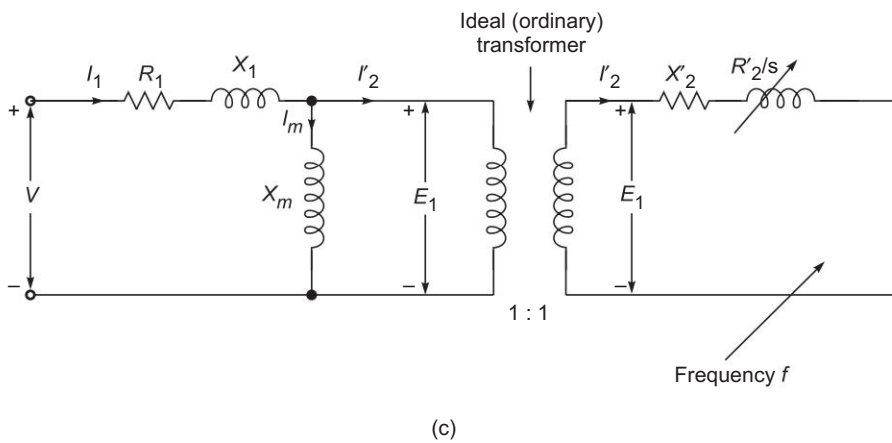 Ideal (ordinary)
transformer
I₁
R₁
X₁
I'₂
I'₂
X'₂
R'₂/s
+
+
+
Iₘ
V
Xₘ
E₁
E₁
–
–
–
1 : 1
Frequency f
(c)